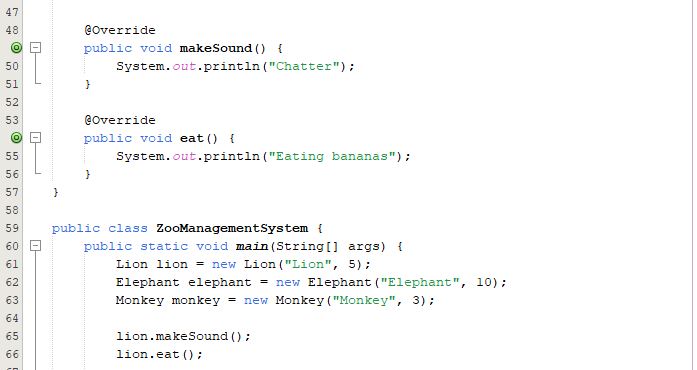 47
48 @Override
public void makeSound() {
50 System.out.println("Chatter");
51 }
52
53 @Override
public void eat() {
55 System.out.println("Eating bananas");
56 }
57 }
58
59 public class ZooManagementSystem {
60 public static void main(String[] args) {
61 Lion lion = new Lion("Lion", 5);
62 Elephant elephant = new Elephant("Elephant", 10);
63 Monkey monkey = new Monkey("Monkey", 3);
64
65 lion.makeSound();
66 lion.eat();